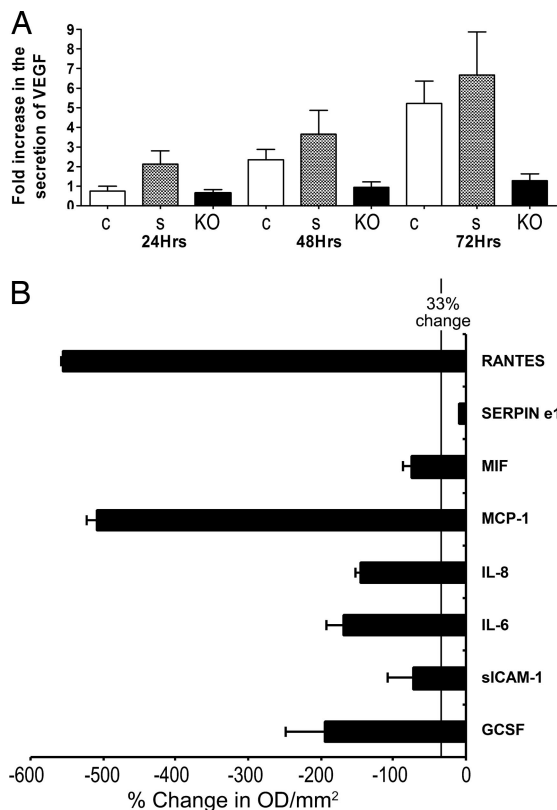 A
Fold increase in the
secretion of VEGF
9
8
7
6
5
4
3
2
1
0
c s KO c s KO c s KO
24Hrs 48Hrs 72Hrs
B
33%
change
RANTES
SERPIN e1
MIF
MCP-1
IL-8
IL-6
sICAM-1
GCSF
-600 -500 -400 -300 -200 -100 0
% Change in OD/mm²